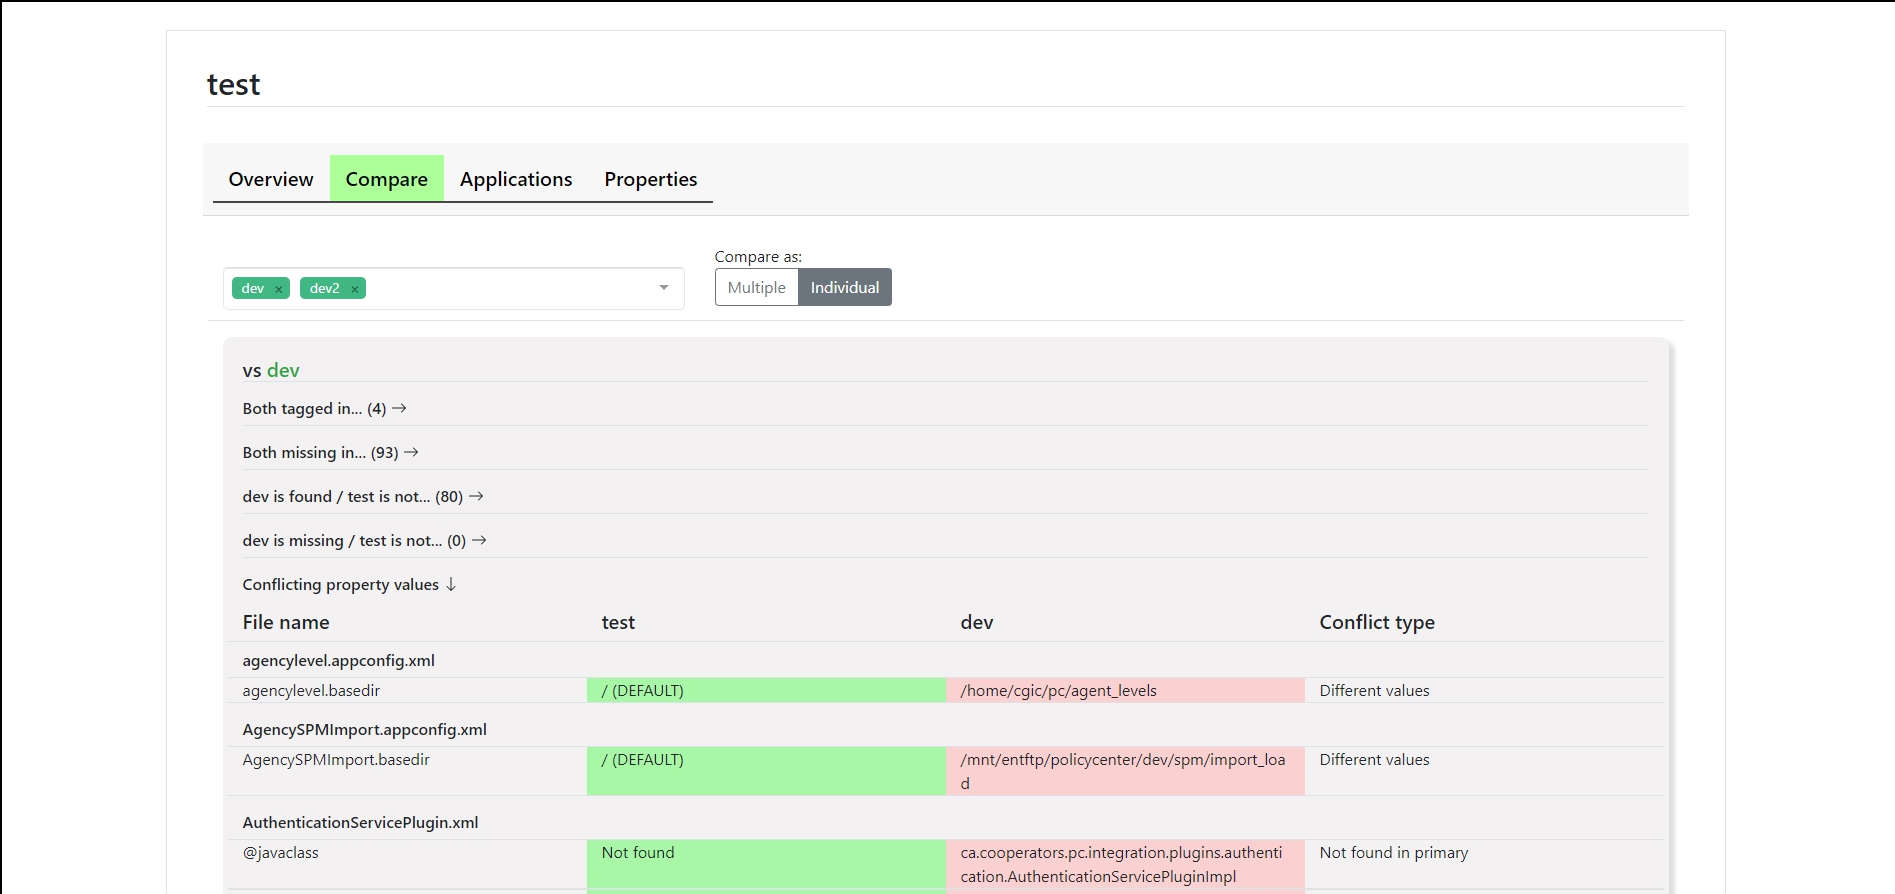 test
Overview Compare Applications Properties
Compare as:
dev × dev2 × Multiple Individual
vs dev
Both tagged in... (4) →
Both missing in... (93) →
dev is found / test is not... (80) →
dev is missing / test is not... (0) →
Conflicting property values ↓
File name test dev Conflict type
agencylevel.appconfig.xml
agencylevel.basedir / (DEFAULT) /home/cgic/pc/agent_levels Different values
AgencySPMImport.appconfig.xml
AgencySPMImport.basedir / (DEFAULT) /mnt/entftp/policycenter/dev/spm/import_loa Different values
d
AuthenticationServicePlugin.xml
@javaclass Not found ca.cooperators.pc.integration.plugins.authenti Not found in primary
cation.AuthenticationServicePluginImpl